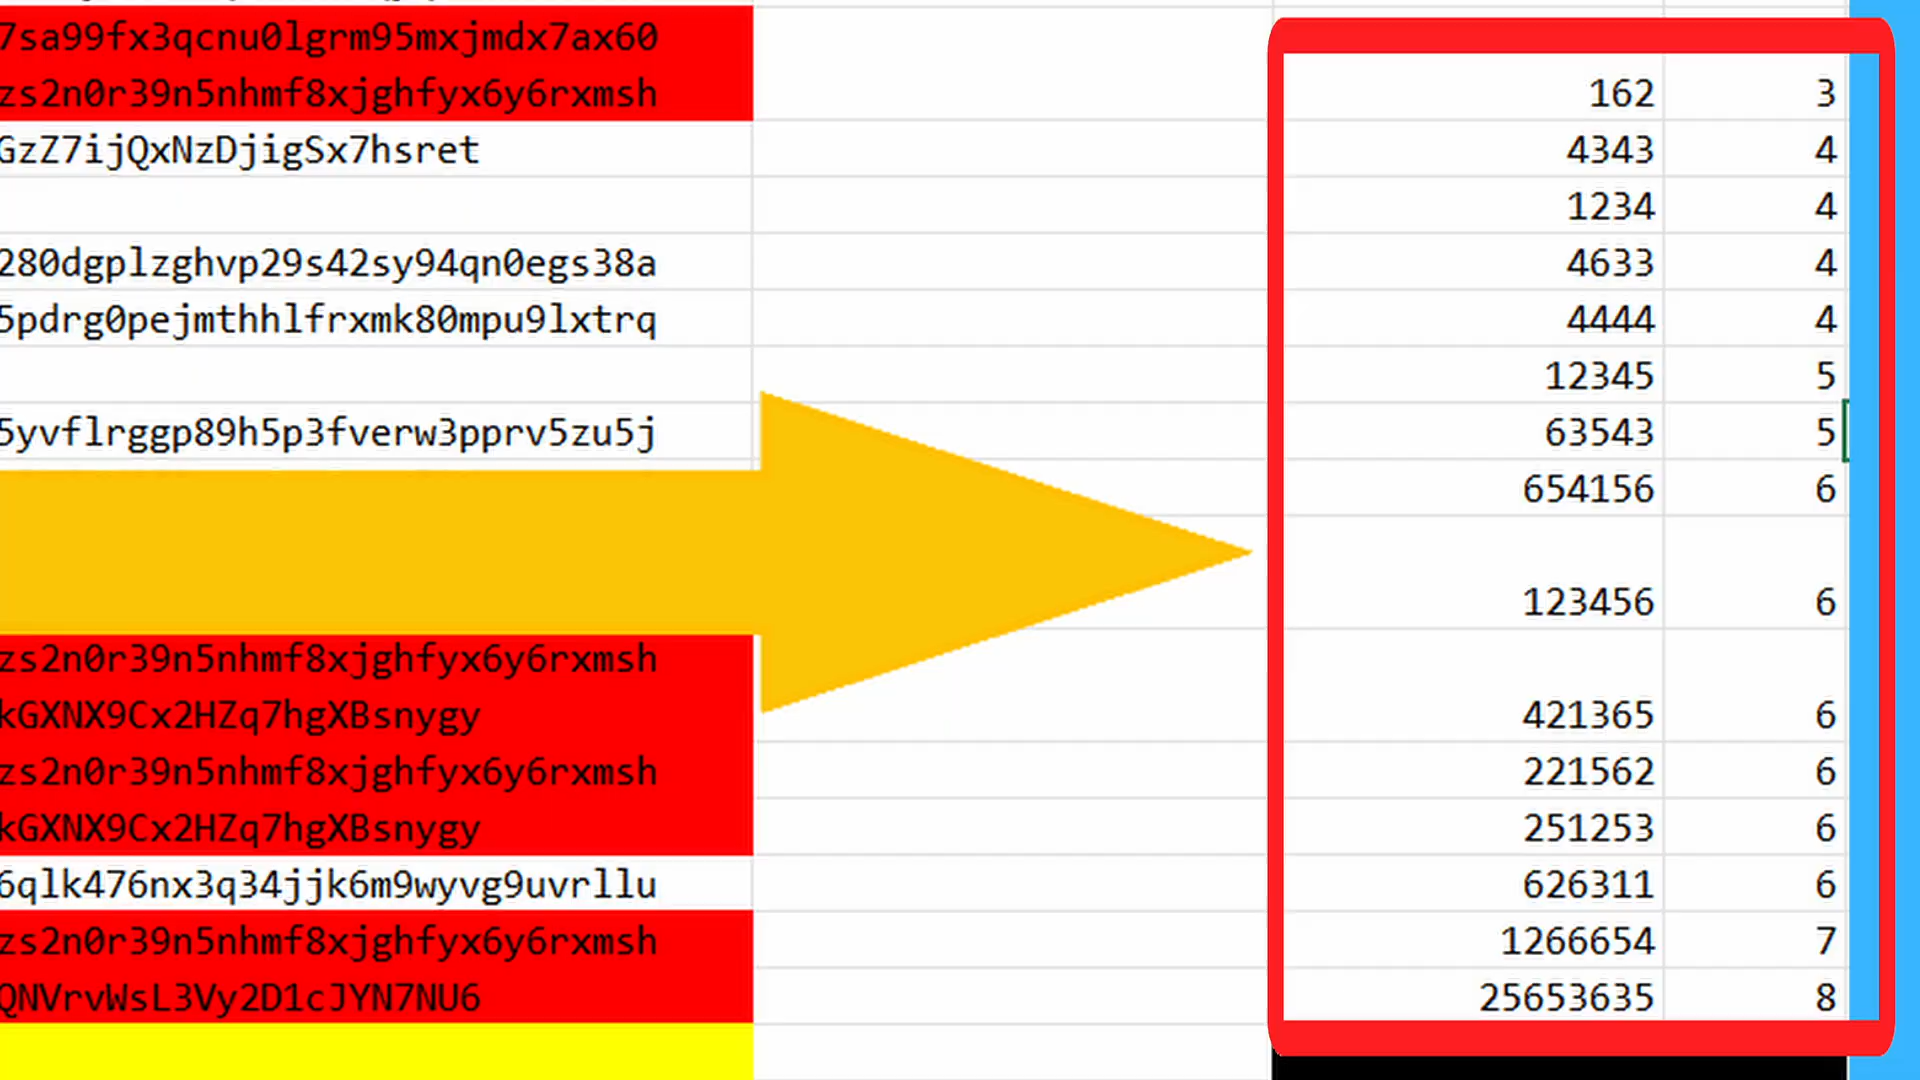 7sa99fx3qcnu0lgrm95mxjmdx7ax60
zs2n0r39n5nhmf8xjghfyx6y6rxmsh 162 3
GzZ7ijQxNzDjigSx7hsret 4343 4
1234 4
280dgplzghvp29s42sy94qn0egs38a 4633 4
5pdrg0pejmthhlfrxmk80mpu9lxtrq 4444 4
12345 5
5yvflrggp89h5p3fverw3pprv5zu5j 63543 5
654156 6
123456 6
zs2n0r39n5nhmf8xjghfyx6y6rxmsh
kGXNX9Cx2HZq7hgXBsnygy 421365 6
zs2n0r39n5nhmf8xjghfyx6y6rxmsh 221562 6
kGXNX9Cx2HZq7hgXBsnygy 251253 6
6qlk476nx3q34jjk6m9wyvg9uvrllu 626311 6
zs2n0r39n5nhmf8xjghfyx6y6rxmsh 1266654 7
QNVrvWsL3Vy2D1cJYN7NU6 25653635 8